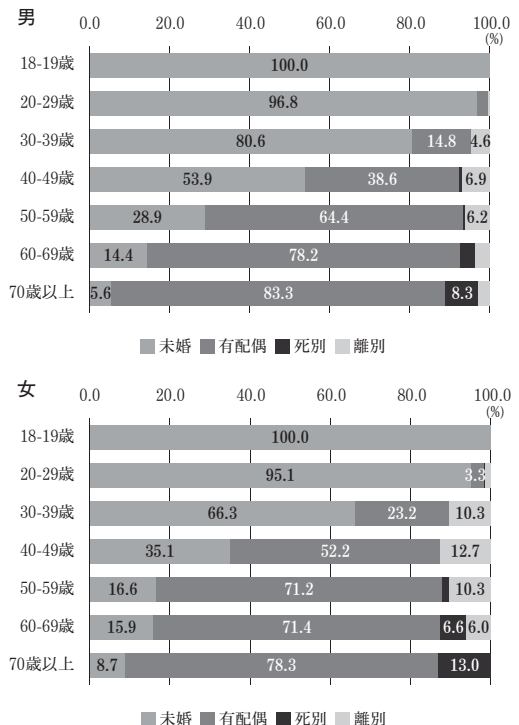 男
0.0 20.0 40.0 60.0 80.0 100.0
(%)
18-19歳 100.0
20-29歳 96.8
30-39歳 80.6 14.8 4.6
40-49歳 53.9 38.6 6.9
50-59歳 28.9 64.4 6.2
60-69歳 14.4 78.2
70歳以上 5.6 83.3 8.3
未婚 有配偶 死別 離別
女
0.0 20.0 40.0 60.0 80.0 100.0
(%)
18-19歳 100.0
20-29歳 95.1 3.3
30-39歳 66.3 23.2 10.3
40-49歳 35.1 52.2 12.7
50-59歳 16.6 71.2 10.3
60-69歳 15.9 71.4 6.6 6.0
70歳以上 8.7 78.3 13.0
未婚 有配偶 死別 離別